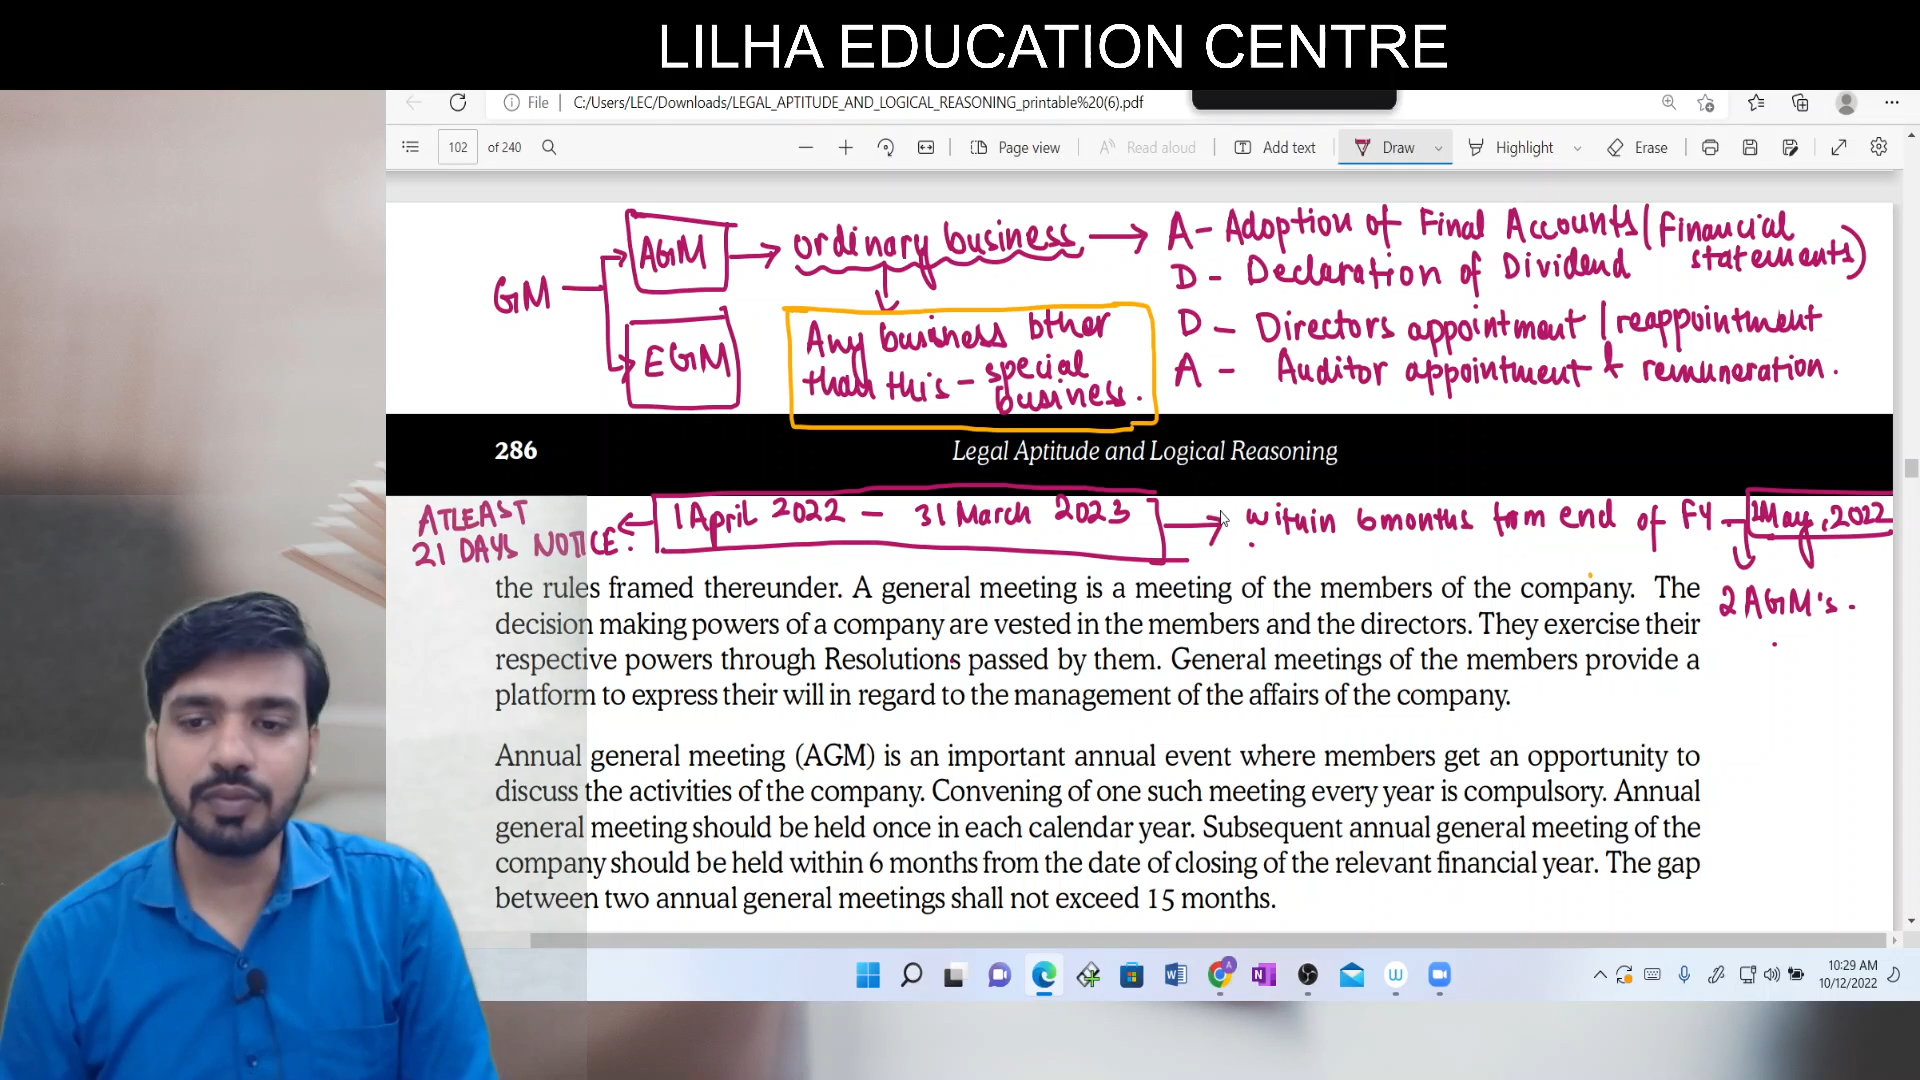 LILHA EDUCATION CENTRE
File C:/Users/LEC/Downloads/LEGAL_APTITUDE_AND_LOGICAL_REASONING_printable%20(6).pdf
102 of 240 Page view Read aloud Add text Draw Highlight Erase
GM
AGM
EGM
ordinary business
Any business other
than this - special
business.
A - Adoption of Final Accounts (Financial
statements)
D - Declaration of Dividend
D - Directors appointment / reappointment
A - Auditor appointment & remuneration.
286 Legal Aptitude and Logical Reasoning
ATLEAST
21 DAYS NOTICE.
1 April 2022 - 31 March 2023
within 6 months from end of FY - May, 2022
2 AGM's.
the rules framed thereunder. A general meeting is a meeting of the members of the company. The
decision making powers of a company are vested in the members and the directors. They exercise their
respective powers through Resolutions passed by them. General meetings of the members provide a
platform to express their will in regard to the management of the affairs of the company.
Annual general meeting (AGM) is an important annual event where members get an opportunity to
discuss the activities of the company. Convening of one such meeting every year is compulsory. Annual
general meeting should be held once in each calendar year. Subsequent annual general meeting of the
company should be held within 6 months from the date of closing of the relevant financial year. The gap
between two annual general meetings shall not exceed 15 months.
10:29 AM
10/12/2022